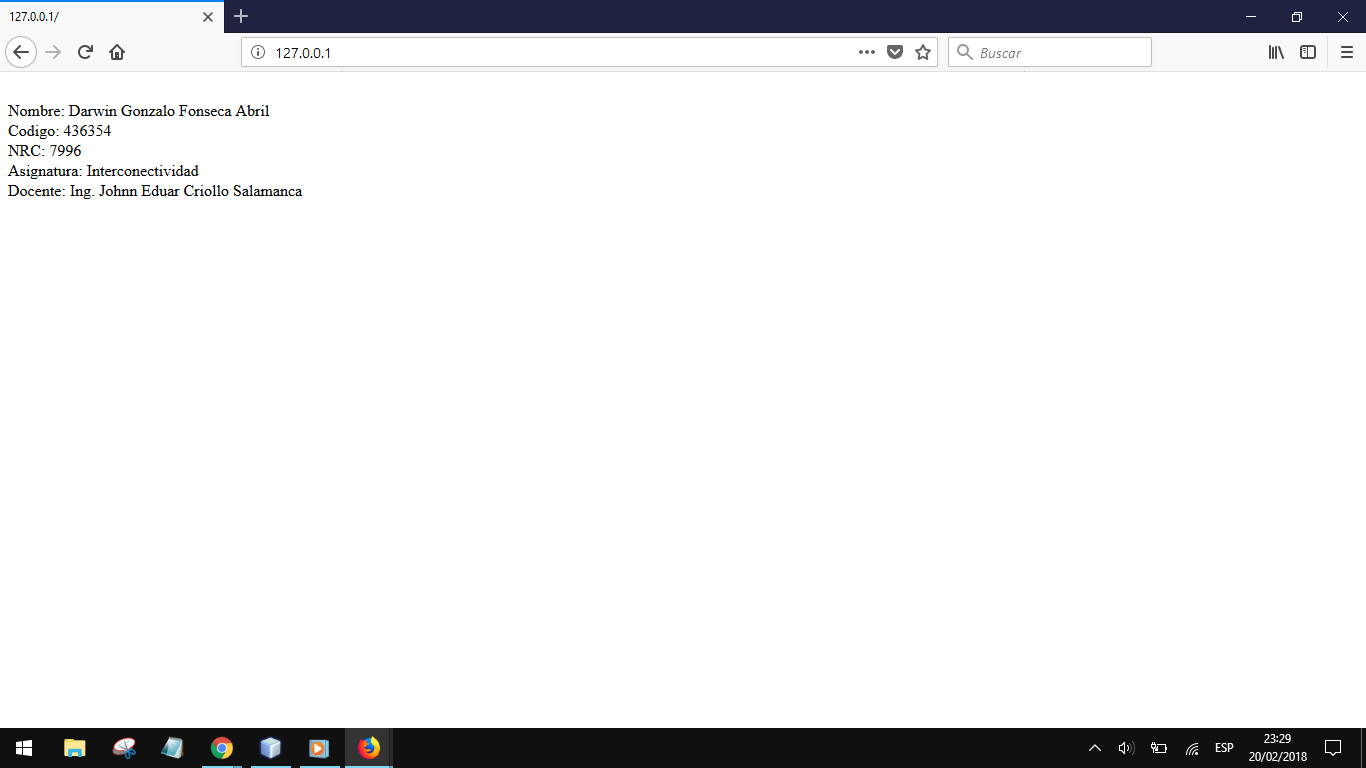 127.0.0.1/
127.0.0.1
Buscar
Nombre: Darwin Gonzalo Fonseca Abril
Codigo: 436354
NRC: 7996
Asignatura: Interconectividad
Docente: Ing. Johnn Eduar Criollo Salamanca
ESP
23:29
20/02/2018